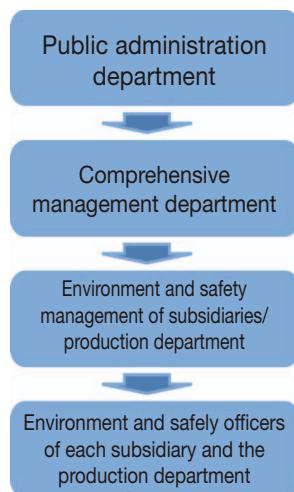 Public administration
department
Comprehensive
management department
Environment and safety
management of subsidiaries/
production department
Environment and safely officers
of each subsidiary and the
production department